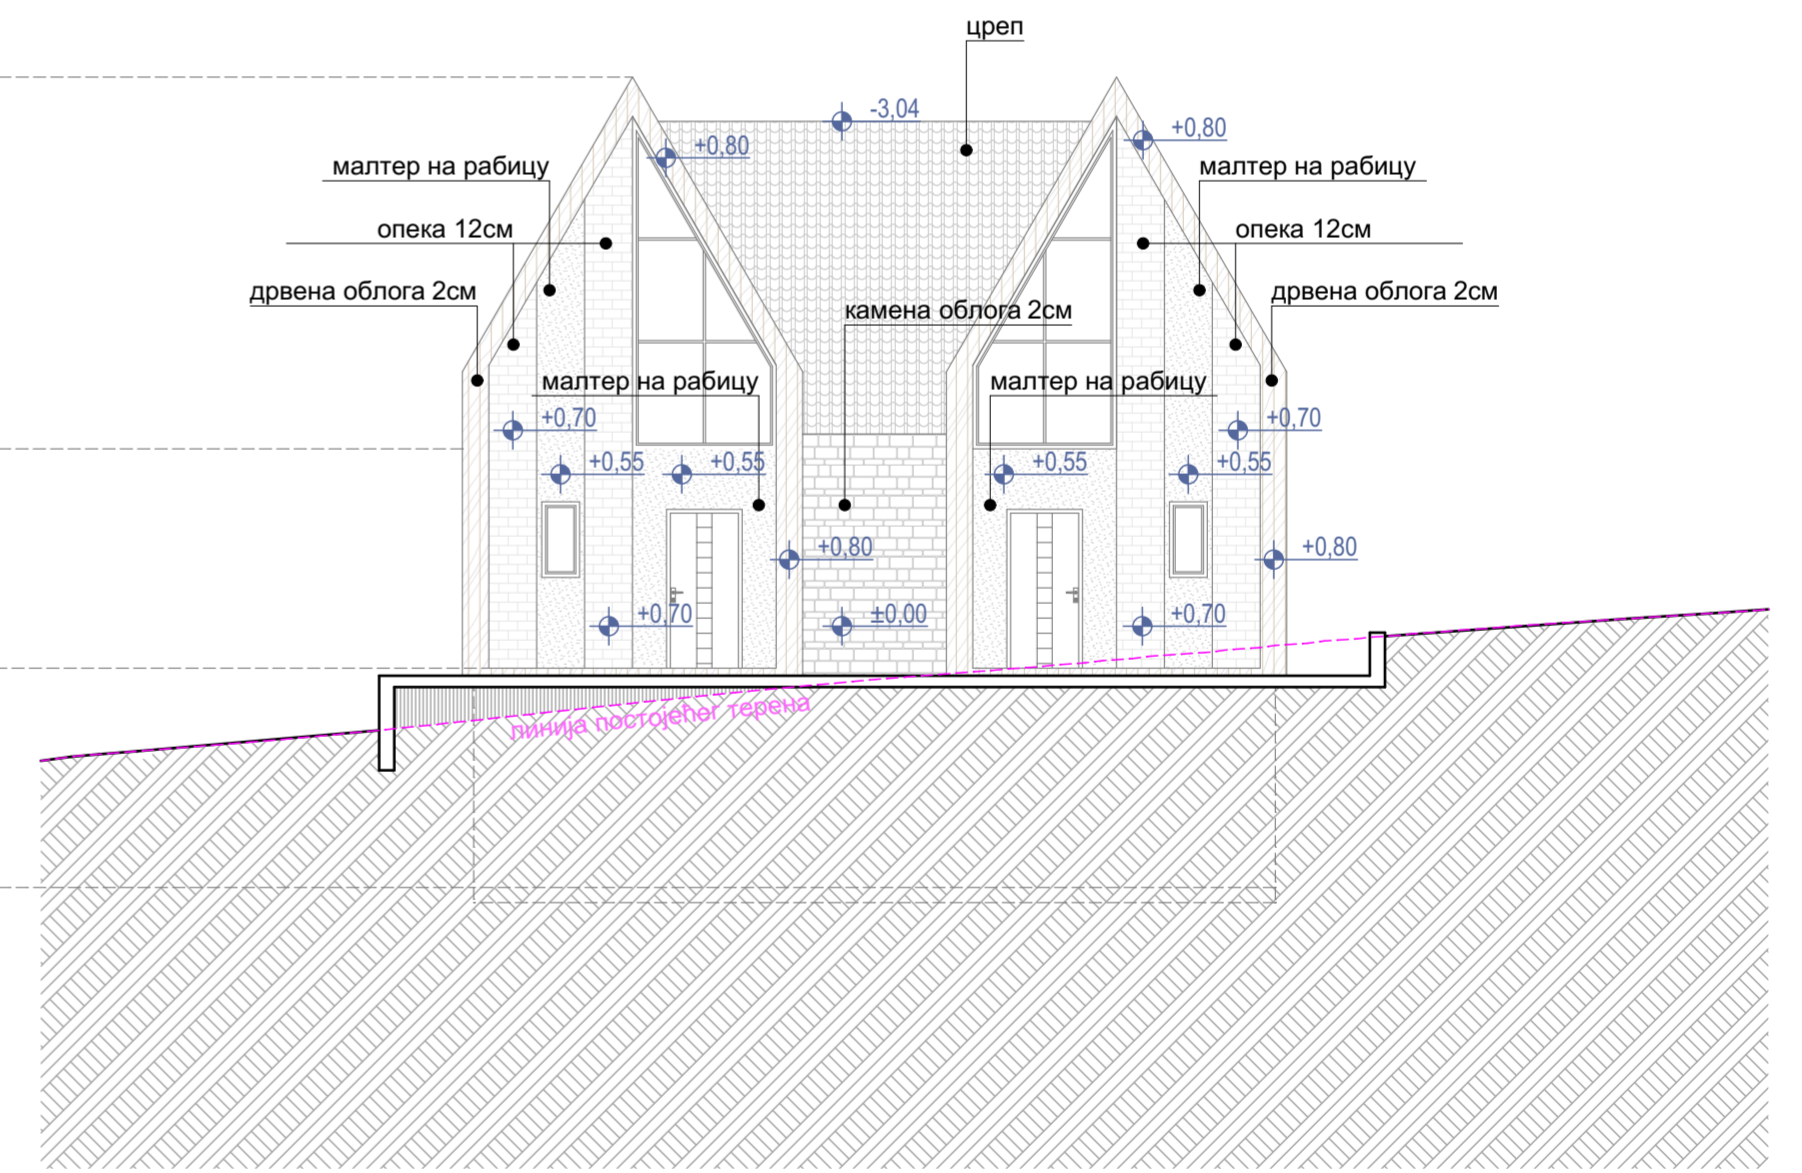 цреп
-3,04
+0,80
+0,80
малтер на рабицу
малтер на рабицу
опека 12см
опека 12см
дрвена облога 2см
дрвена облога 2см
камена облога 2см
малтер на рабицу
малтер на рабицу
+0,70
+0,70
+0,55
+0,55
+0,55
+0,55
+0,80
+0,80
+0,70
±0,00
+0,70
линија постојећег терена